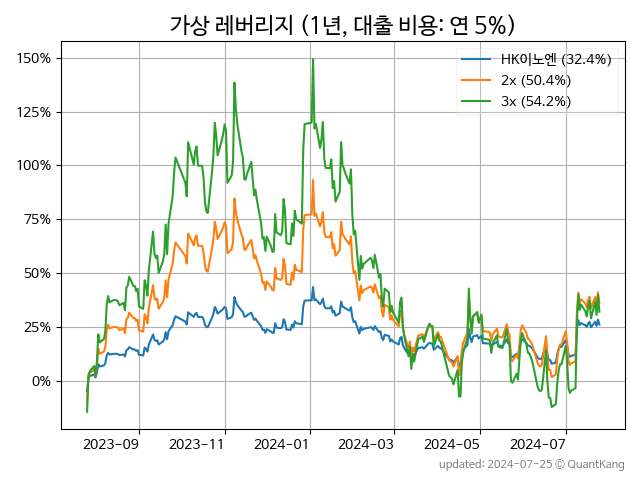 가상 레버리지 (1년, 대출 비용: 연 5%)
150%
125%
100%
75%
50%
25%
0%
HK이노엔 (32.4%)
2x (50.4%)
3x (54.2%)
2023-09
2023-11
2024-01
2024-03
2024-05
2024-07
updated: 2024-07-25 © QuantKang